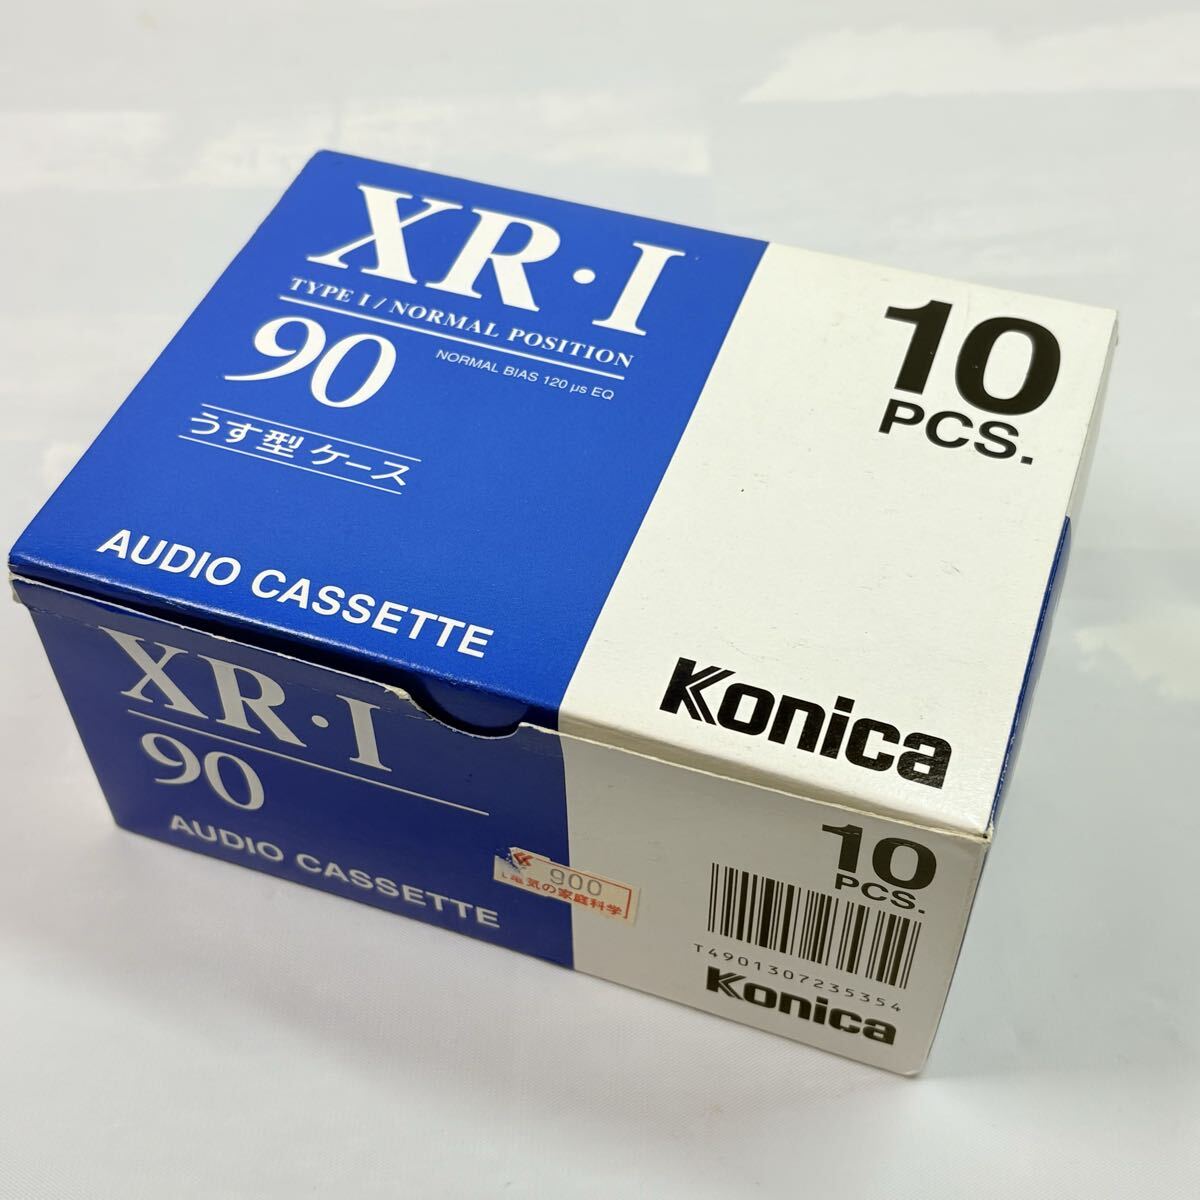 XR·I
TYPE I / NORMAL POSITION
90
NORMAL BIAS 120 µs EQ
うす型 ケース
AUDIO CASSETTE
10
PCS.
Konica
XR·I
90
AUDIO CASSETTE
900
電気の家庭科学
10
PCS.
T4901307235354
Konica